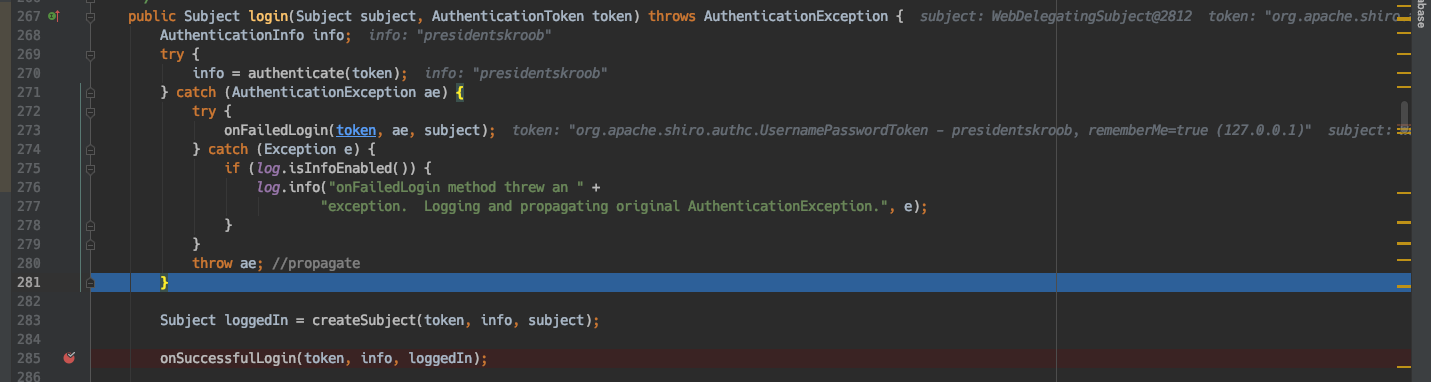 267 public Subject login(Subject subject, AuthenticationToken token) throws AuthenticationException { subject: WebDelegatingSubject@2812 token: "org.apache.shiro.
268 AuthenticationInfo info; info: "presidentskroob"
269 try {
270 info = authenticate(token); info: "presidentskroob"
271 } catch (AuthenticationException ae) {
272 try {
273 onFailedLogin(token, ae, subject); token: "org.apache.shiro.authc.UsernamePasswordToken - presidentskroob, rememberMe=true (127.0.0.1)" subject:
274 } catch (Exception e) {
275 if (log.isInfoEnabled()) {
276 log.info("onFailedLogin method threw an " +
277 "exception.  Logging and propagating original AuthenticationException.", e);
278 }
279 }
280 throw ae; //propagate
281 }
282
283 Subject loggedIn = createSubject(token, info, subject);
284
285 onSuccessfulLogin(token, info, loggedIn);
286